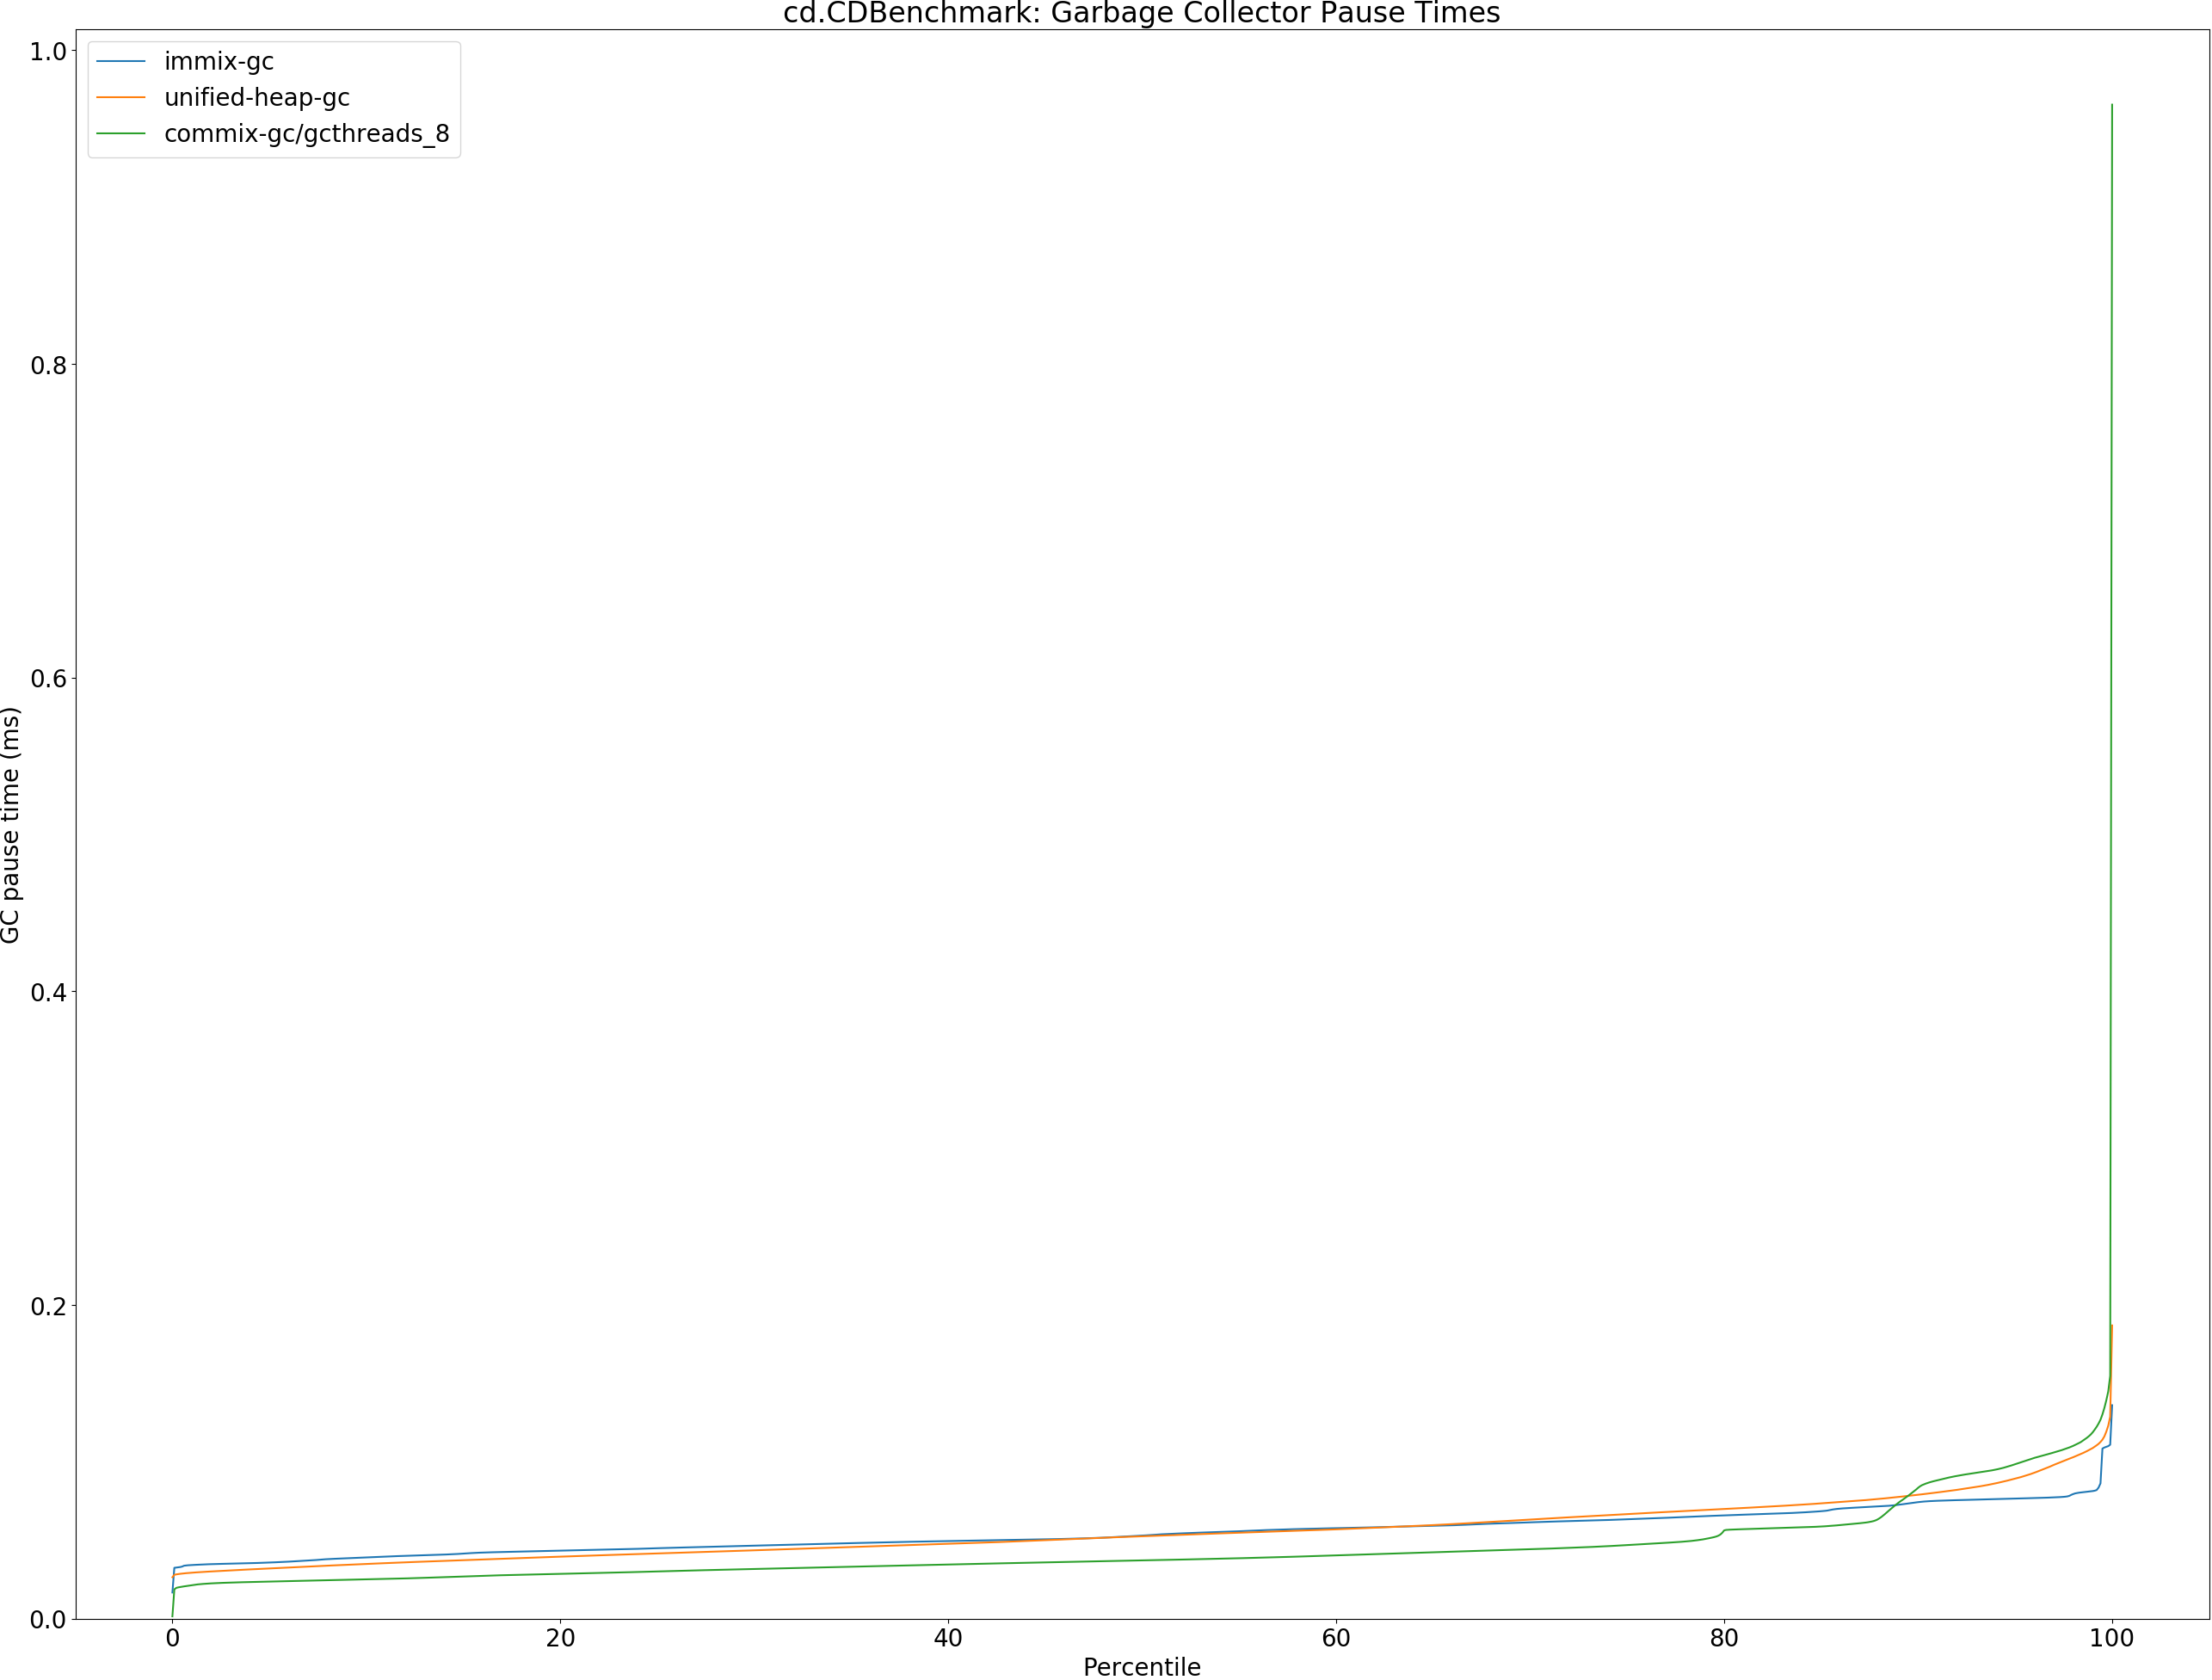 cd.CDBenchmark: Garbage Collector Pause Times
immix-gc
unified-heap-gc
commix-gc/gcthreads_8
GC pause time (ms)
1.0
0.8
0.6
0.4
0.2
0.0
0 20 40 60 80 100
Percentile